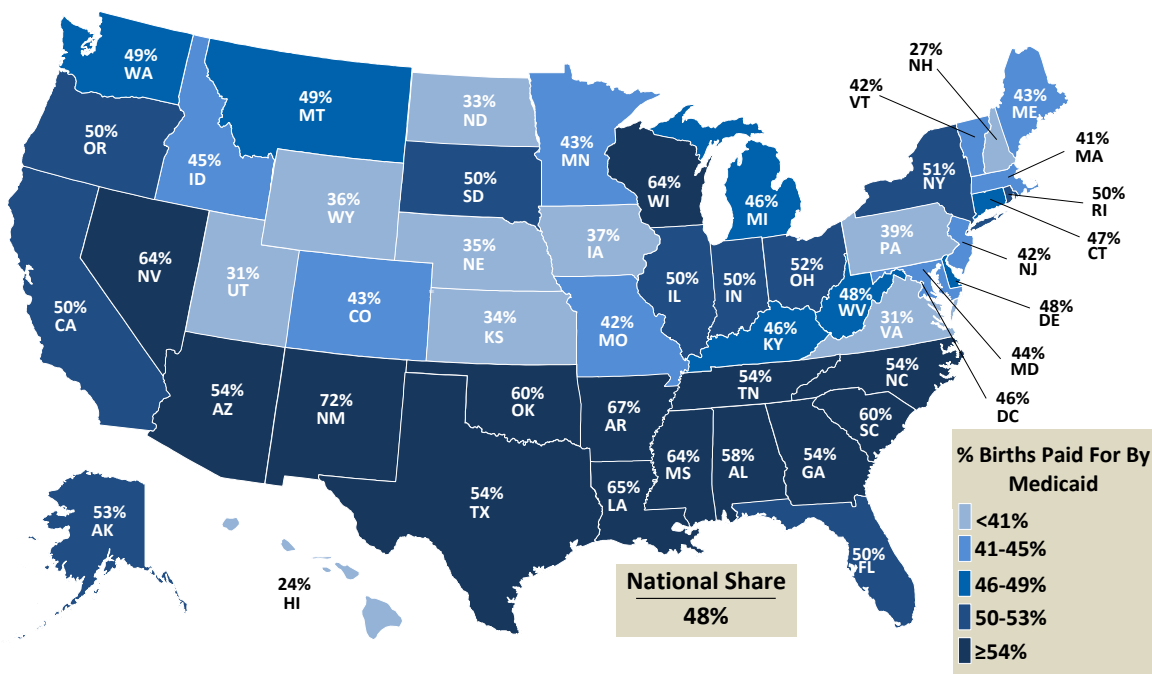 49%
WA
49%
MT
33%
ND
43%
MN
27%
NH
42%
VT
43%
ME
50%
OR
45%
ID
36%
WY
50%
SD
64%
WI
46%
MI
51%
NY
41%
MA
50%
RI
47%
CT
42%
NJ
48%
DE
44%
MD
46%
DC
64%
NV
31%
UT
43%
CO
35%
NE
37%
IA
50%
IL
50%
IN
52%
OH
39%
PA
48%
WV
31%
VA
50%
CA
34%
KS
42%
MO
46%
KY
54%
TN
54%
NC
54%
AZ
72%
NM
60%
OK
67%
AR
60%
SC
54%
TX
65%
LA
64%
MS
58%
AL
54%
GA
50%
FL
53%
AK
24%
HI
National Share
48%
% Births Paid For By
Medicaid
<41%
41-45%
46-49%
50-53%
≥54%